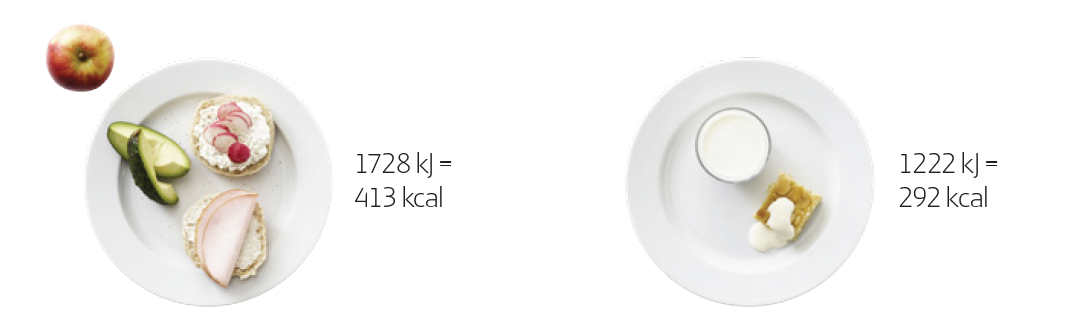 1728 kJ =
413 kcal
1222 kJ =
292 kcal